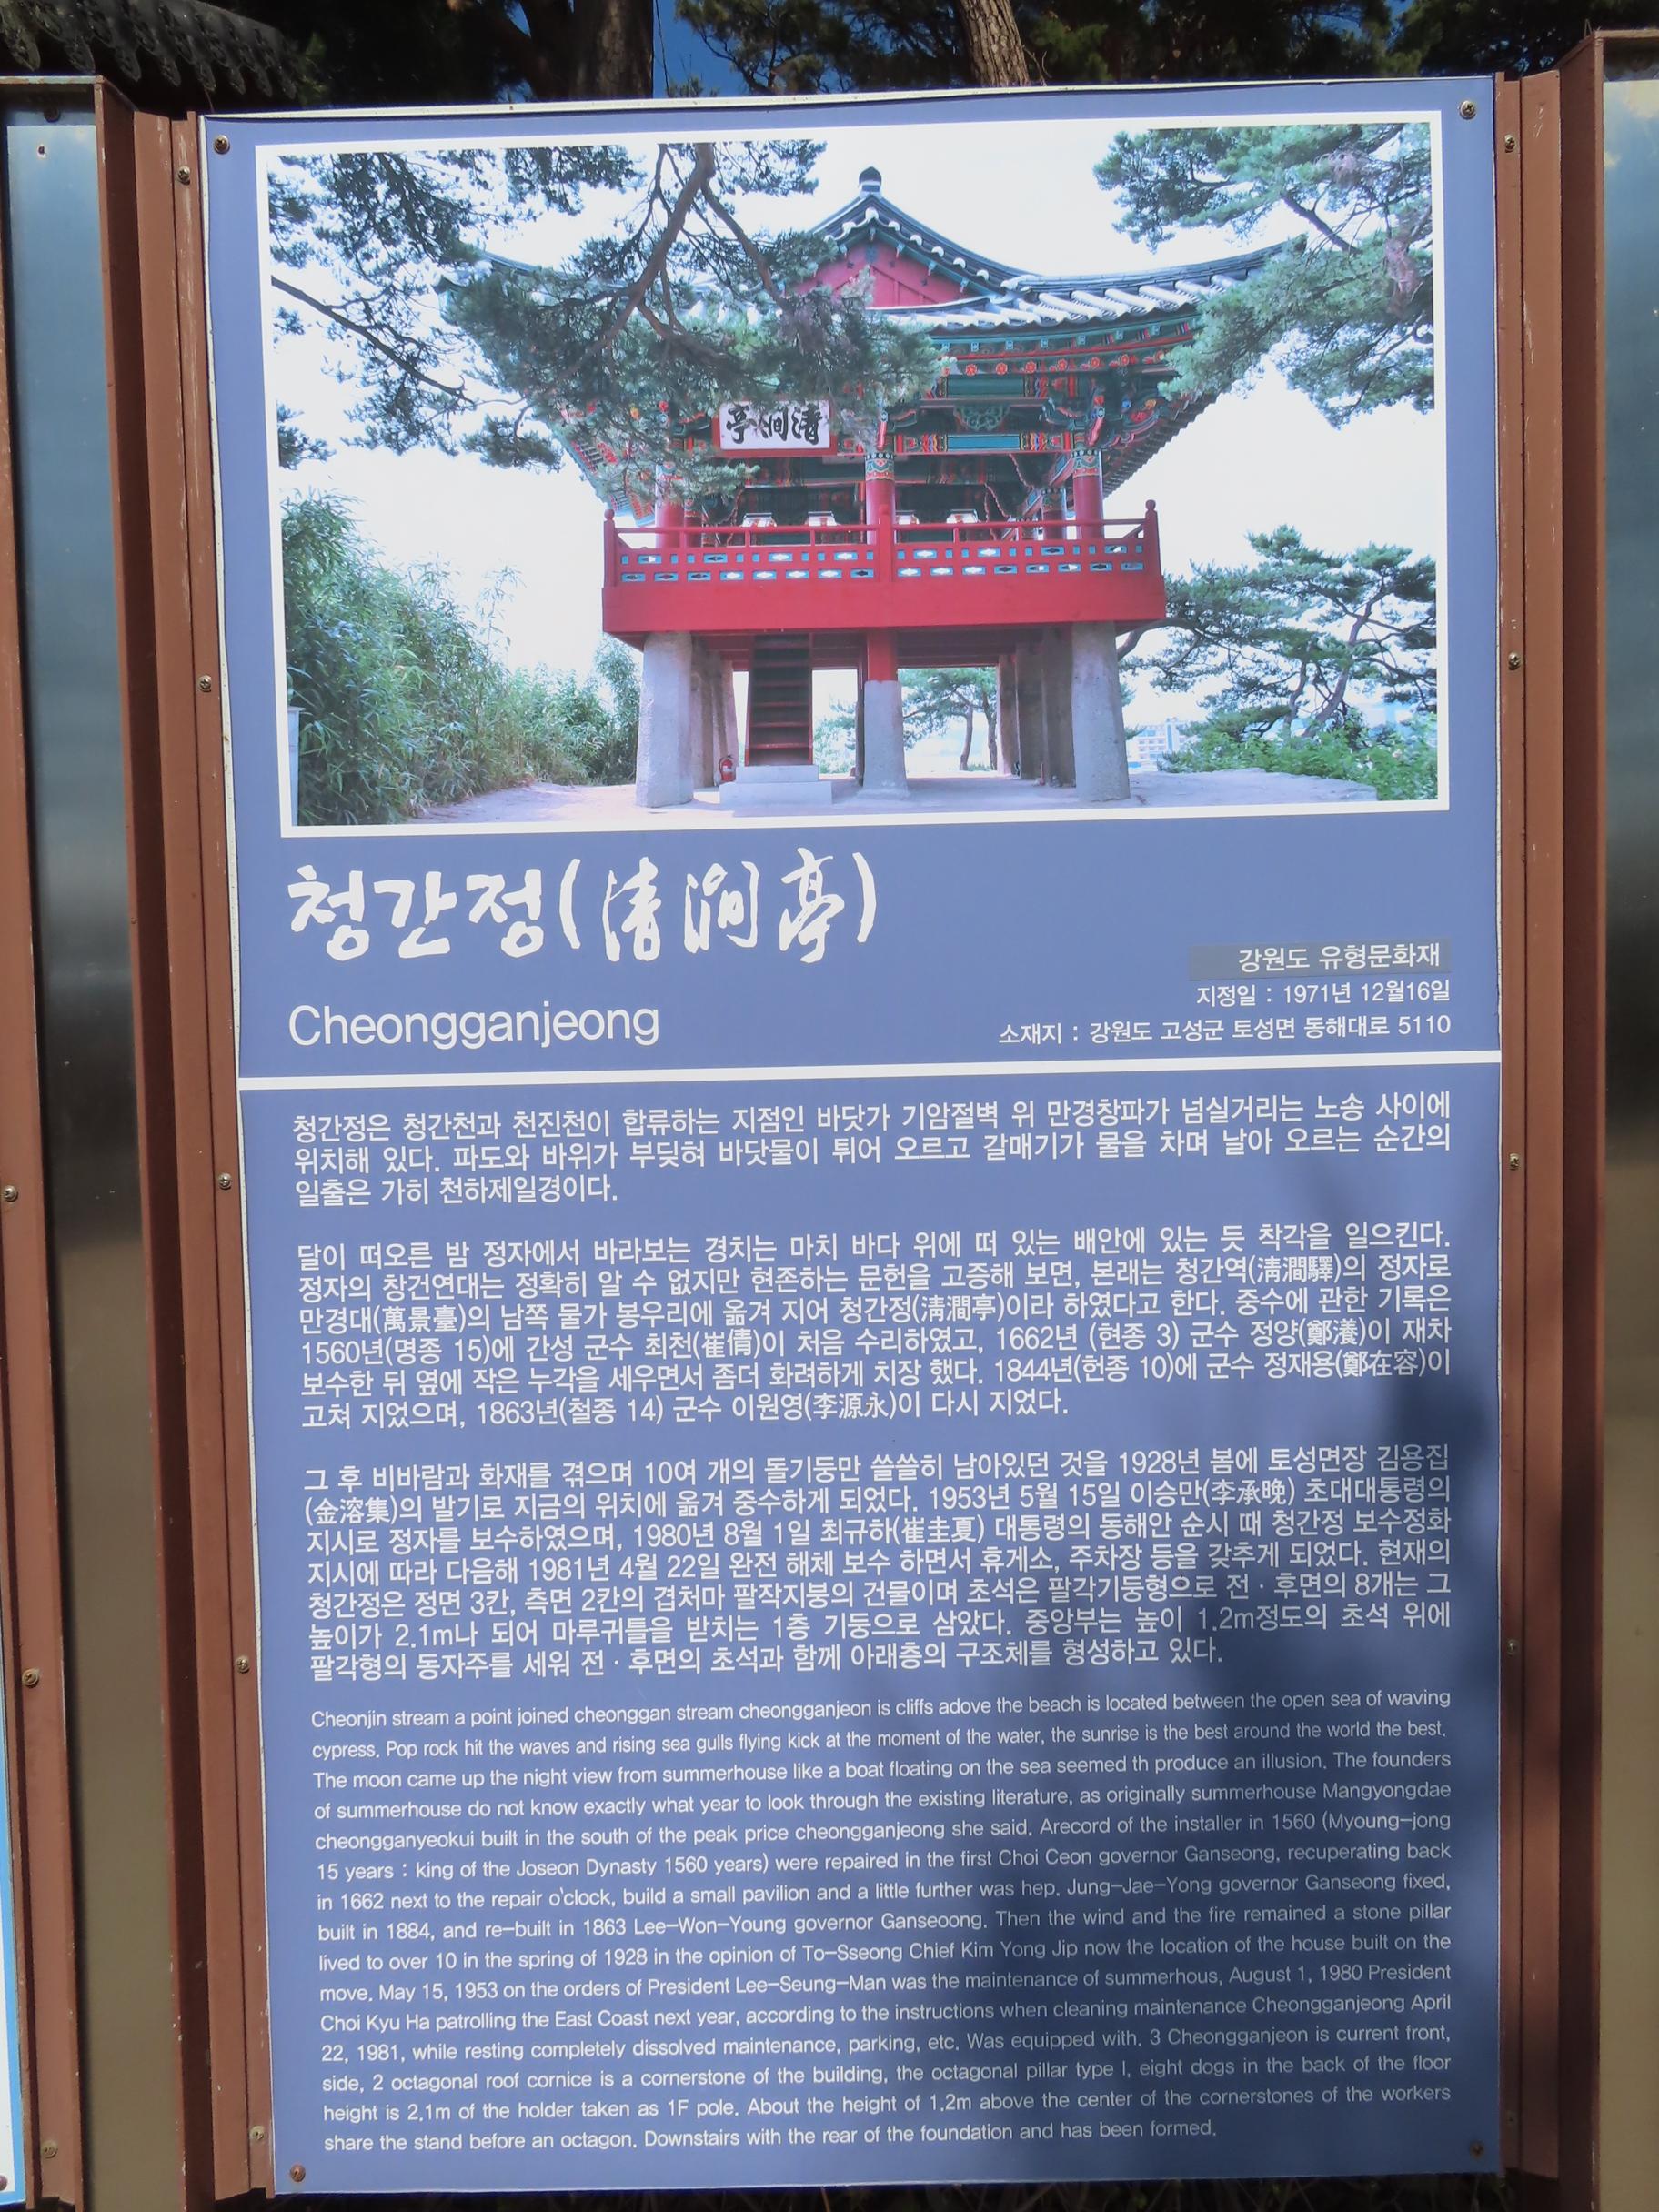 淸澗亭
청간정(淸澗亭)
강원도 유형문화재
Cheongganjeong
지정일 : 1971년 12월16일
소재지 : 강원도 고성군 토성면 동해대로 5110
청간정은 청간천과 천진천이 합류하는 지점인 바닷가 기암절벽 위 만경창파가 넘실거리는 노송 사이에
위치해 있다. 파도와 바위가 부딪혀 바닷물이 튀어 오르고 갈매기가 물을 차며 날아 오르는 순간의
일출은 가히 천하제일경이다.
달이 떠오른 밤 정자에서 바라보는 경치는 마치 바다 위에 떠 있는 배안에 있는 듯 착각을 일으킨다.
정자의 창건연대는 정확히 알 수 없지만 현존하는 문헌을 고증해 보면, 본래는 청간역(淸澗驛)의 정자로
만경대(萬景臺)의 남쪽 물가 봉우리에 옮겨 지어 청간정(淸澗亭)이라 하였다고 한다. 중수에 관한 기록은
1560년(명종 15)에 간성 군수 최천(崔倩)이 처음 수리하였고, 1662년 (현종 3) 군수 정양(鄭瀁)이 재차
보수한 뒤 옆에 작은 누각을 세우면서 좀더 화려하게 치장 했다. 1844년(헌종 10)에 군수 정재용(鄭在容)이
고쳐 지었으며, 1863년(철종 14) 군수 이원영(李源永)이 다시 지었다.
그 후 비바람과 화재를 겪으며 10여 개의 돌기둥만 쓸쓸히 남아있던 것을 1928년 봄에 토성면장 김용집
(金溶集)의 발기로 지금의 위치에 옮겨 중수하게 되었다. 1953년 5월 15일 이승만(李承晩) 초대대통령의
지시로 정자를 보수하였으며, 1980년 8월 1일 최규하(崔圭夏) 대통령의 동해안 순시 때 청간정 보수정화
지시에 따라 다음해 1981년 4월 22일 완전 해체 보수 하면서 휴게소, 주차장 등을 갖추게 되었다. 현재의
청간정은 정면 3칸, 측면 2칸의 겹처마 팔작지붕의 건물이며 초석은 팔각기둥형으로 전 · 후면의 8개는 그
높이가 2.1m나 되어 마루귀틀을 받치는 1층 기둥으로 삼았다. 중앙부는 높이 1.2m정도의 초석 위에
팔각형의 동자주를 세워 전 · 후면의 초석과 함께 아래층의 구조체를 형성하고 있다.
Cheonjin stream a point joined cheonggan stream cheongganjeon is cliffs adove the beach is located between the open sea of waving
cypress. Pop rock hit the waves and rising sea gulls flying kick at the moment of the water, the sunrise is the best around the world the best.
The moon came up the night view from summerhouse like a boat floating on the sea seemed th produce an illusion. The founders
of summerhouse do not know exactly what year to look through the existing literature, as originally summerhouse Mangyongdae
cheongganyeokui built in the south of the peak price cheongganjeong she said. Arecord of the installer in 1560 (Myoung-jong
15 years : king of the Joseon Dynasty 1560 years) were repaired in the first Choi Ceon governor Ganseong, recuperating back
in 1662 next to the repair o'clock, build a small pavilion and a little further was hep. Jung-Jae-Yong governor Ganseong fixed,
built in 1884, and re-built in 1863 Lee-Won-Young governor Ganseoong. Then the wind and the fire remained a stone pillar
lived to over 10 in the spring of 1928 in the opinion of To-Sseong Chief Kim Yong Jip now the location of the house built on the
move. May 15, 1953 on the orders of President Lee-Seung-Man was the maintenance of summerhous, August 1, 1980 President
Choi Kyu Ha patrolling the East Coast next year, according to the instructions when cleaning maintenance Cheongganjeong April
22, 1981, while resting completely dissolved maintenance, parking, etc. Was equipped with. 3 Cheongganjeon is current front,
side, 2 octagonal roof cornice is a cornerstone of the building, the octagonal pillar type I, eight dogs in the back of the floor
height is 2.1m of the holder taken as 1F pole. About the height of 1.2m above the center of the cornerstones of the workers
share the stand before an octagon. Downstairs with the rear of the foundation and has been formed.